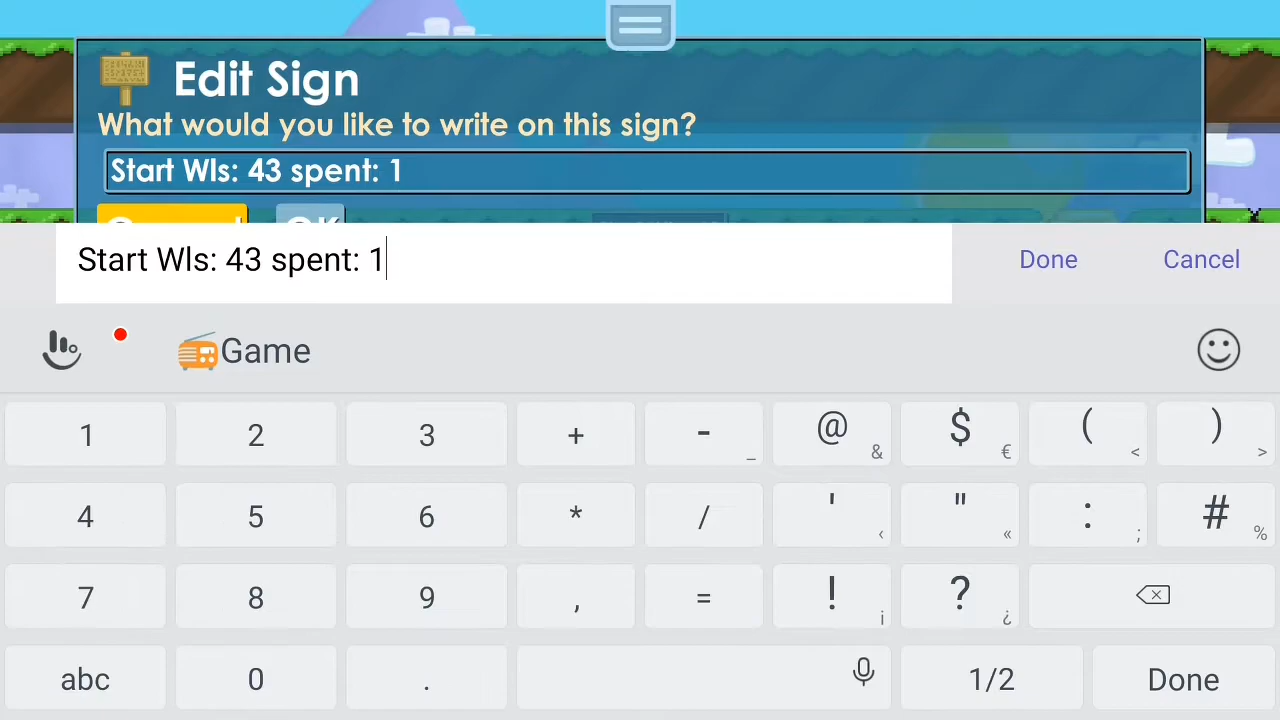 Edit Sign
What would you like to write on this sign?
Start Wls: 43 spent: 1
OK
Start Wls: 43 spent: 1
Done Cancel
Game
1 2 3 + - _ @ & $ € ( < ) >
4 5 6 * / ' ‹ " « : ; # %
7 8 9 , = ! ¡ ? ¿
abc 0 . 1/2 Done